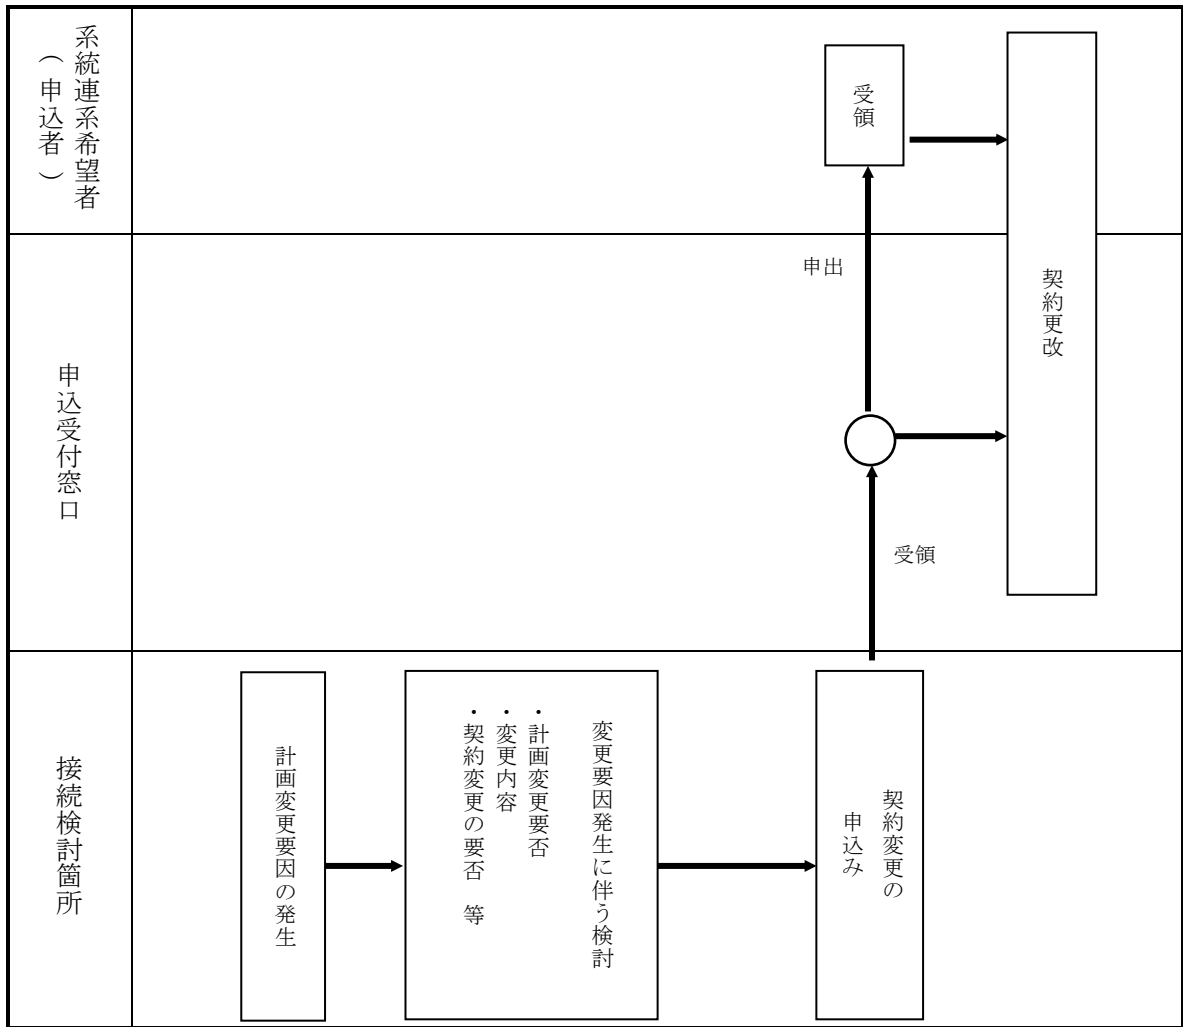 系統連系希望者
（申込者）
受領
契約更改
申込受付窓口
申出
受領
接続検討箇所
計画変更要因の発生
変更要因発生に伴う検討
・計画変更要否
・変更内容
・契約変更の要否　等
契約変更の
申込み